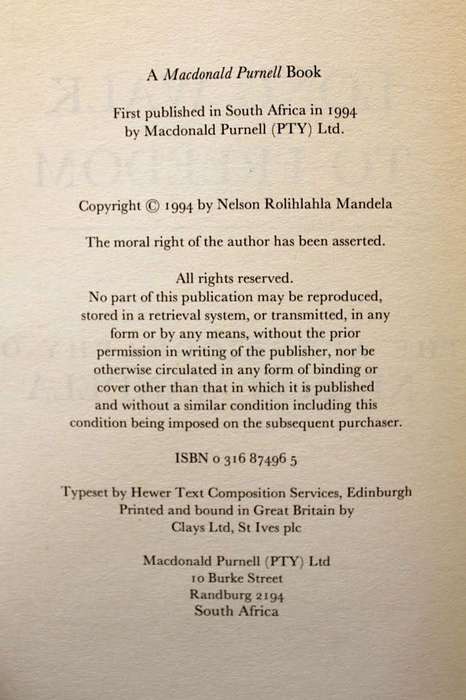 A Macdonald Purnell Book
First published in South Africa in 1994
by Macdonald Purnell (PTY) Ltd.
Copyright © 1994 by Nelson Rolihlahla Mandela
The moral right of the author has been asserted.
All rights reserved.
No part of this publication may be reproduced,
stored in a retrieval system, or transmitted, in any
form or by any means, without the prior
permission in writing of the publisher, nor be
otherwise circulated in any form of binding or
cover other than that in which it is published
and without a similar condition including this
condition being imposed on the subsequent purchaser.
ISBN 0 316 87496 5
Typeset by Hewer Text Composition Services, Edinburgh
Printed and bound in Great Britain by
Clays Ltd, St Ives plc
Macdonald Purnell (PTY) Ltd
10 Burke Street
Randburg 2194
South Africa